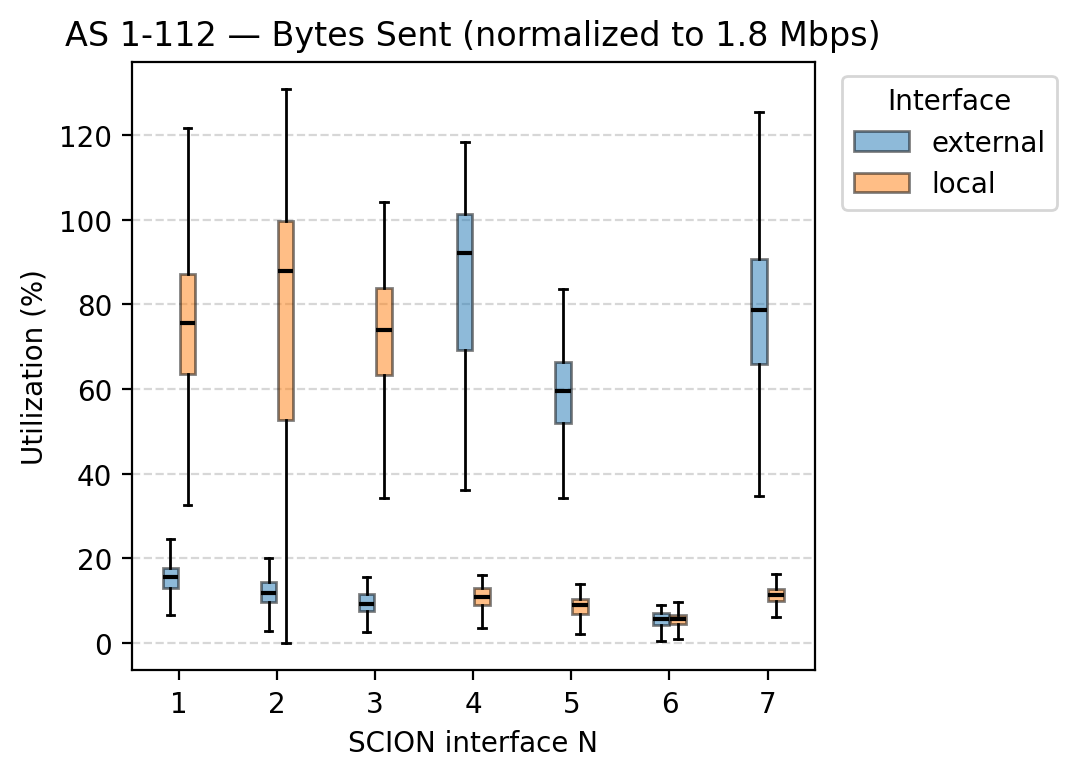 AS 1-112 — Bytes Sent (normalized to 1.8 Mbps)
Interface
external
local
Utilization (%)
120
100
80
60
40
20
0
1 2 3 4 5 6 7
SCION interface N